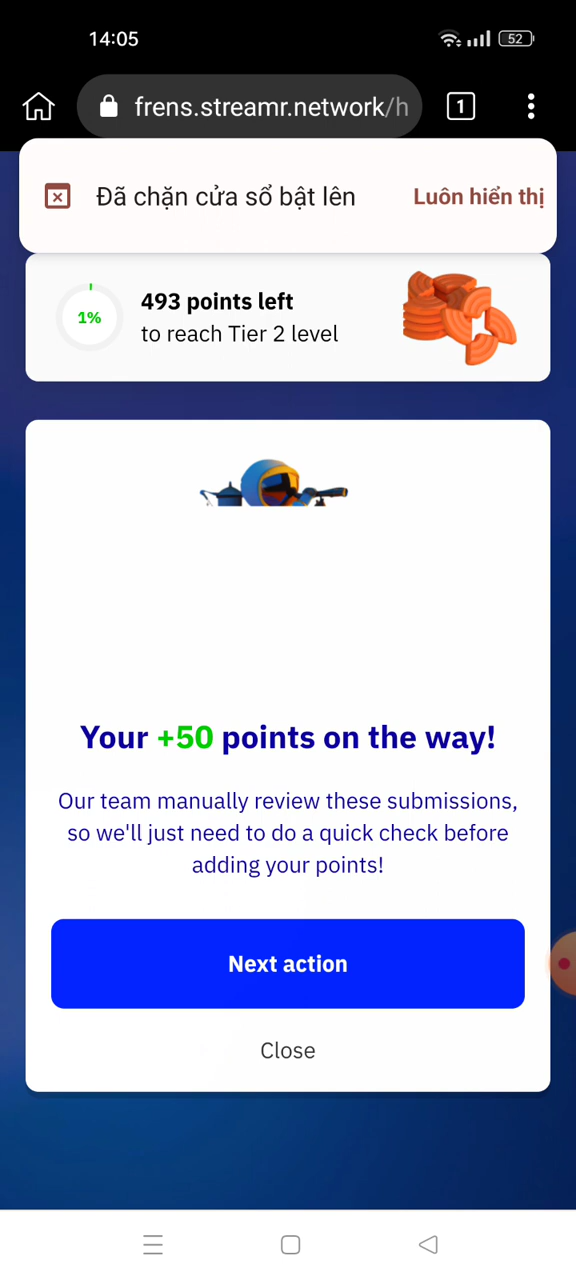 14:05
52
frens.streamr.network/h
1
Đã chặn cửa sổ bật lên
Luôn hiển thị
1%
493 points left
to reach Tier 2 level
Your +50 points on the way!
Our team manually review these submissions,
so we'll just need to do a quick check before
adding your points!
Next action
Close